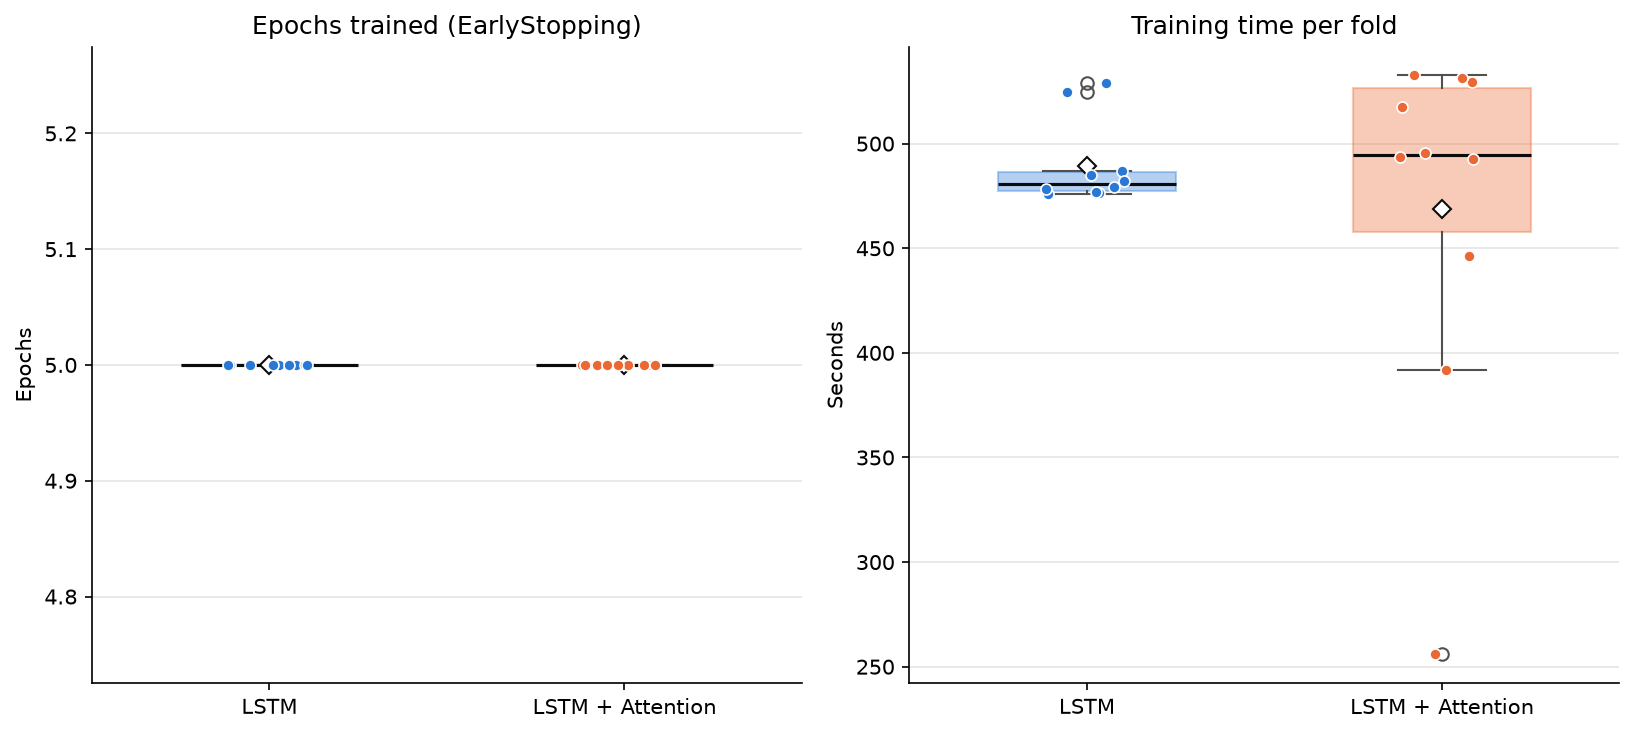 Epochs trained (EarlyStopping)
Epochs
5.2
5.1
5.0
4.9
4.8
LSTM
LSTM + Attention
Training time per fold
Seconds
500
450
400
350
300
250
LSTM
LSTM + Attention